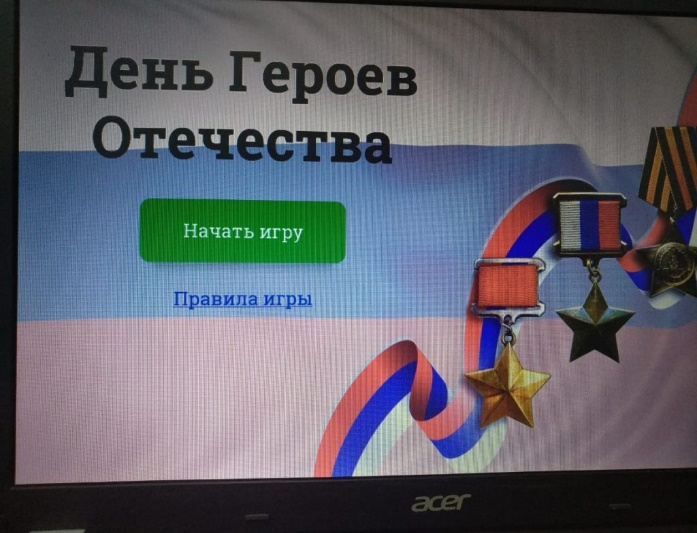 День Героев
Отечества
Начать игру
Правила игры
acer